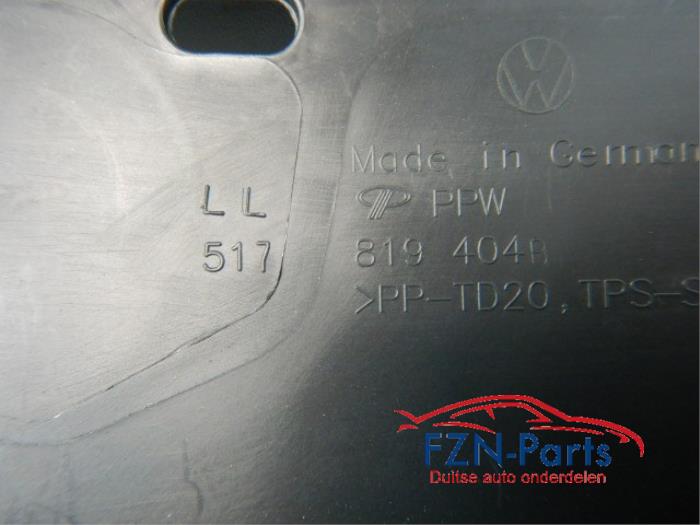 Made in German
LL PPW
517 819 404B
>PP-TD20, TPS-S
FZN-Parts
Duitse auto onderdelen